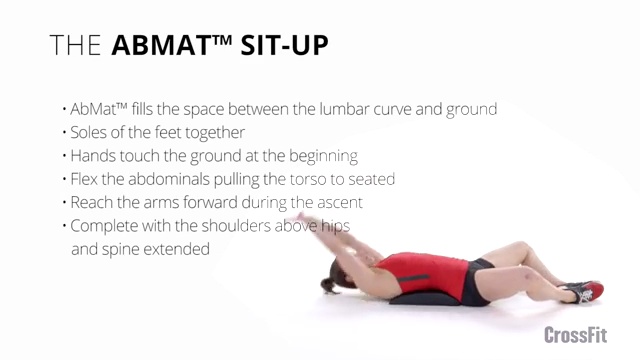 THE ABMAT™ SIT-UP
• AbMat™ fills the space between the lumbar curve and ground
• Soles of the feet together
• Hands touch the ground at the beginning
• Flex the abdominals pulling the torso to seated
• Reach the arms forward during the ascent
• Complete with the shoulders above hips
and spine extended
CrossFit